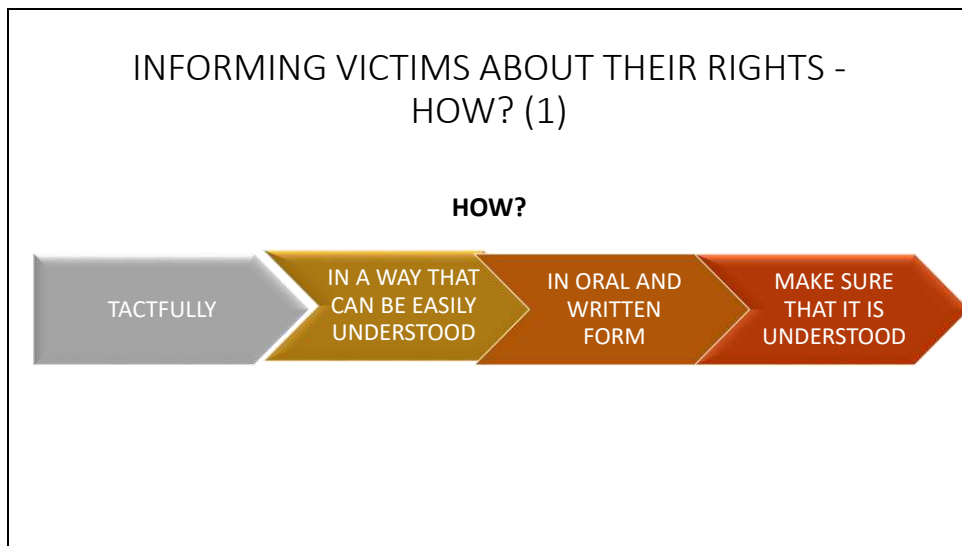 INFORMING VICTIMS ABOUT THEIR RIGHTS -
HOW? (1)
HOW?
TACTFULLY
IN A WAY THAT
CAN BE EASILY
UNDERSTOOD
IN ORAL AND
WRITTEN
FORM
MAKE SURE
THAT IT IS
UNDERSTOOD